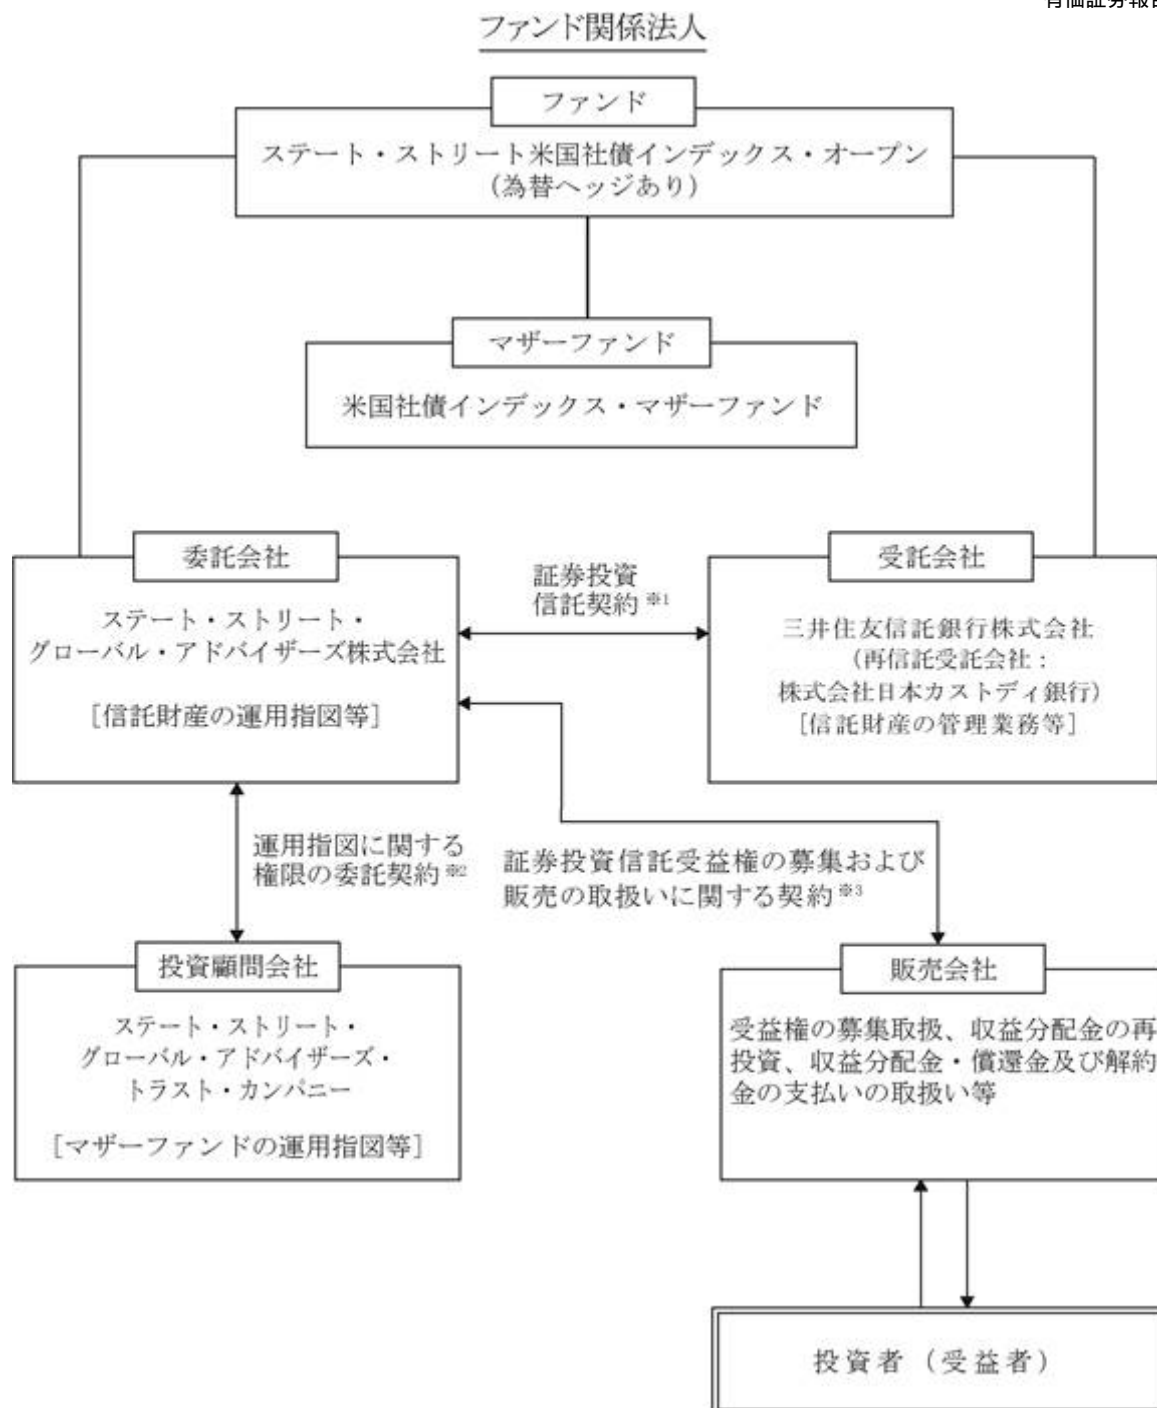 有価証券報
ファンド関係法人
ファンド
ステート・ストリート米国社債インデックス・オープン
（為替ヘッジあり）
マザーファンド
米国社債インデックス・マザーファンド
委託会社
ステート・ストリート・
グローバル・アドバイザーズ株式会社
［信託財産の運用指図等］
証券投資
信託契約 ※1
受託会社
三井住友信託銀行株式会社
（再信託受託会社：
株式会社日本カストディ銀行）
［信託財産の管理業務等］
運用指図に関する
権限の委託契約 ※2
証券投資信託受益権の募集および
販売の取扱いに関する契約 ※3
投資顧問会社
ステート・ストリート・
グローバル・アドバイザーズ・
トラスト・カンパニー
［マザーファンドの運用指図等］
販売会社
受益権の募集取扱、収益分配金の再
投資、収益分配金・償還金及び解約
金の支払いの取扱い等
投資者（受益者）